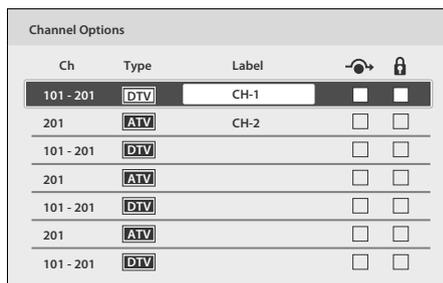 Channel Options
Ch Type Label
101 - 201 DTV CH-1
201 ATV CH-2
101 - 201 DTV
201 ATV
101 - 201 DTV
201 ATV
101 - 201 DTV